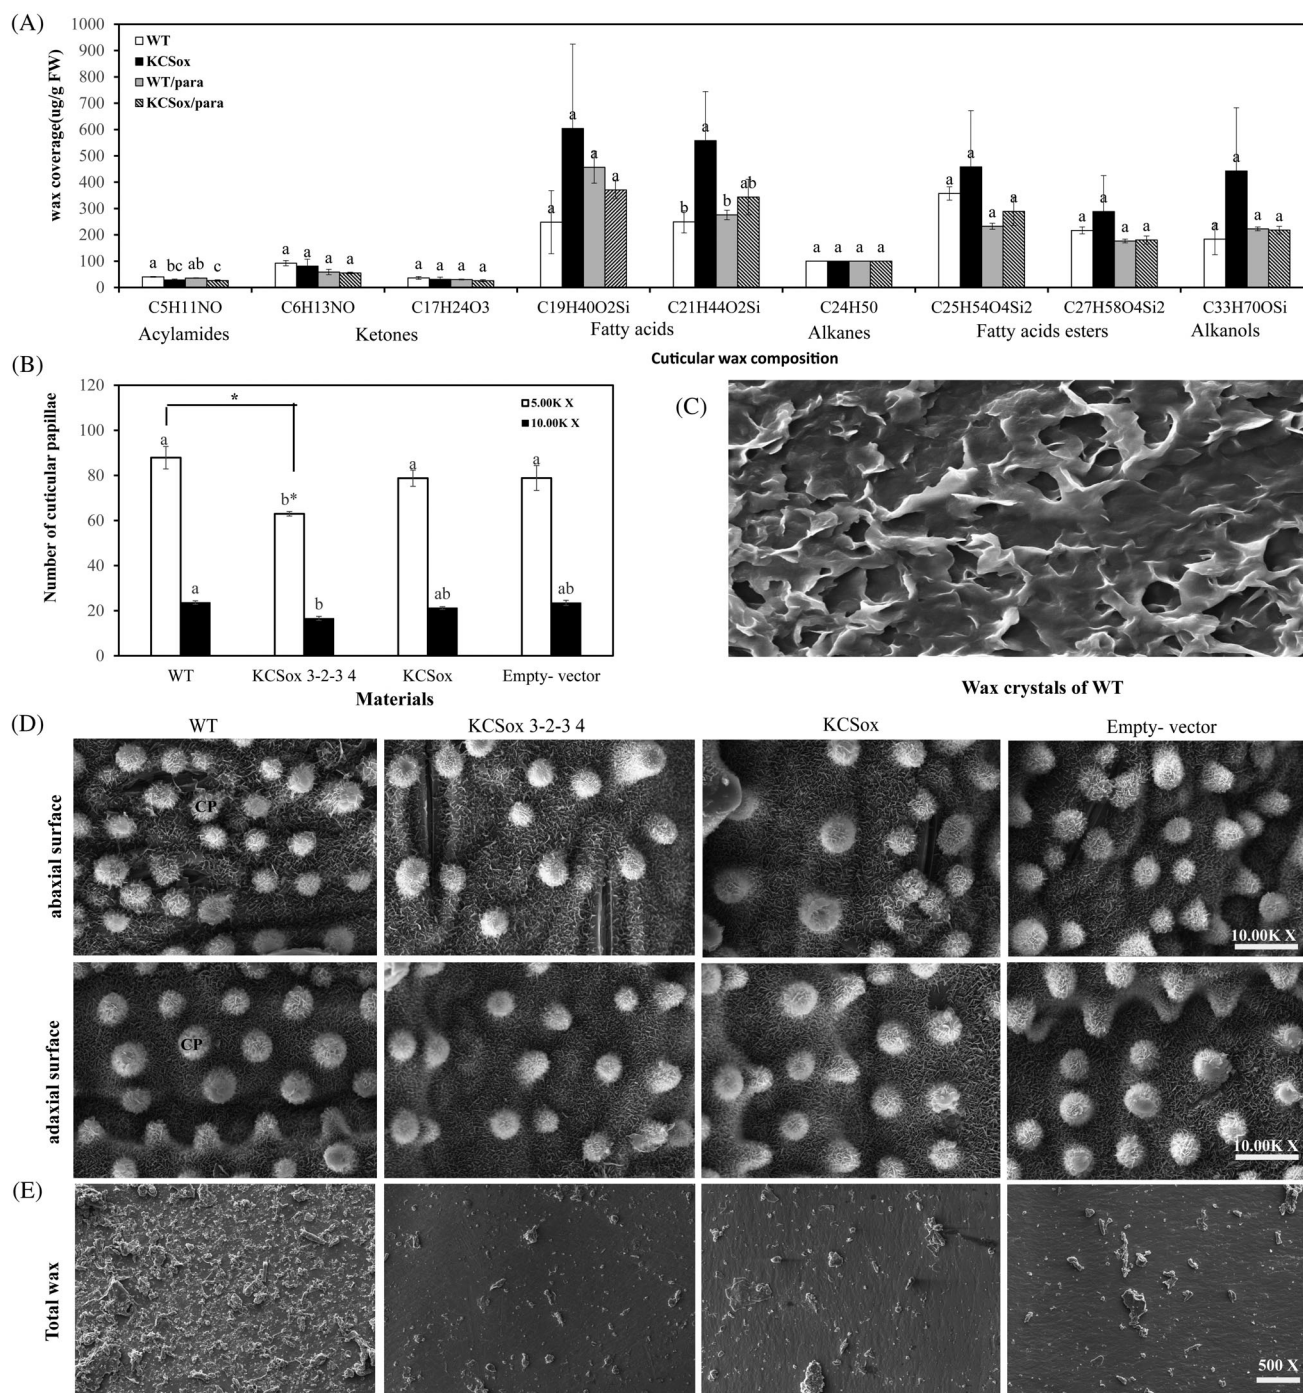 (A)
wax coverage(ug/g FW)
1000
900
800
700
600
500
400
300
200
100
0
WT
KCSox
WT/para
KCSox/para
a bc ab c
a a a a
a a a a
a a a a
b a b ab
a a a a
a a a a
a a a a
a a a a
C5H11NO C6H13NO C17H24O3 C19H40O2Si C21H44O2Si C24H50 C25H54O4Si2 C27H58O4Si2 C33H70OSi
Acylamides Ketones Fatty acids Alkanes Fatty acids esters Alkanols
Cuticular wax composition
(B)
Number of cuticular papillae
120
100
80
60
40
20
0
5.00K X
10.00K X
*
a a
b* b
a ab
a ab
WT KCSox 3-2-3 4 KCSox Empty- vector
Materials
(C)
Wax crystals of WT
(D)
WT KCSox 3-2-3 4 KCSox Empty- vector
abaxial surface
CP
10.00K X
adaxial surface
CP
10.00K X
(E)
Total wax
500 X